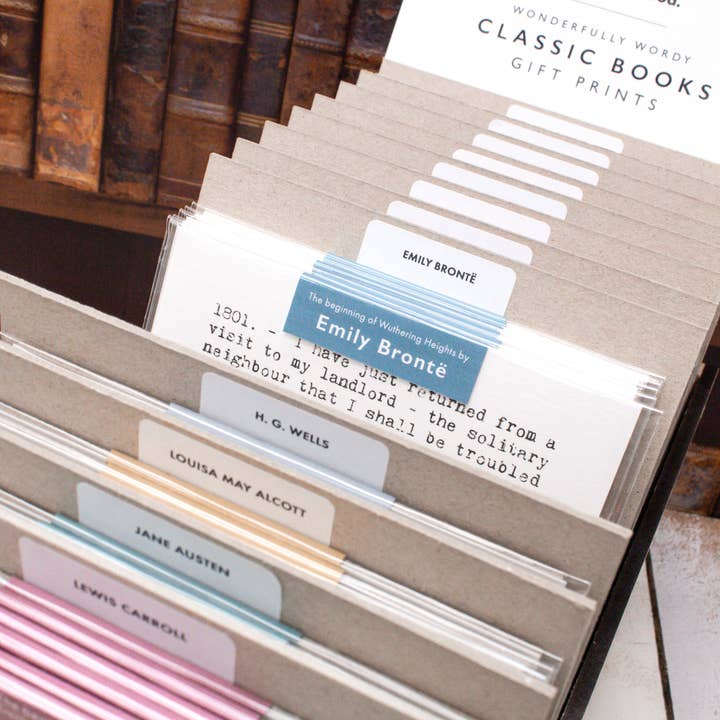 WONDERFULLY WORDY
CLASSIC BOOKS
GIFT PRINTS
EMILY BRONTË
The beginning of Wuthering Heights by
Emily Brontë
1801. - I have just returned from a
visit to my landlord - the solitary
neighbour that I shall be troubled
H. G. WELLS
LOUISA MAY ALCOTT
JANE AUSTEN
LEWIS CARROLL